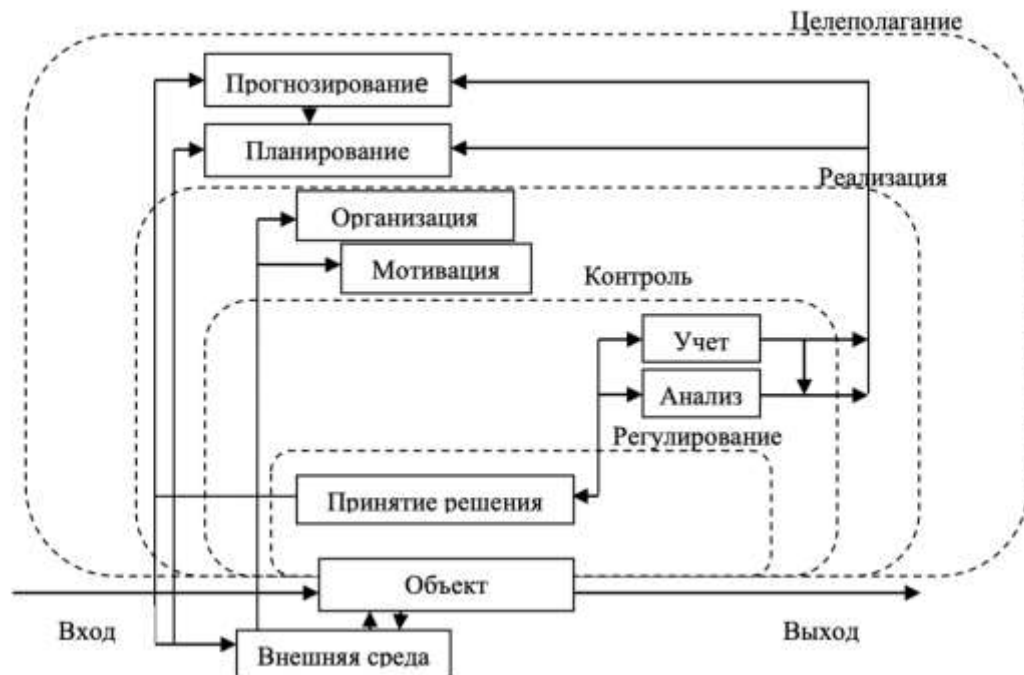 Целеполагание
Прогнозирование
Планирование
Реализация
Организация
Мотивация
Контроль
Учет
Анализ
Регулирование
Принятие решения
Объект
Вход
Выход
Внешняя среда